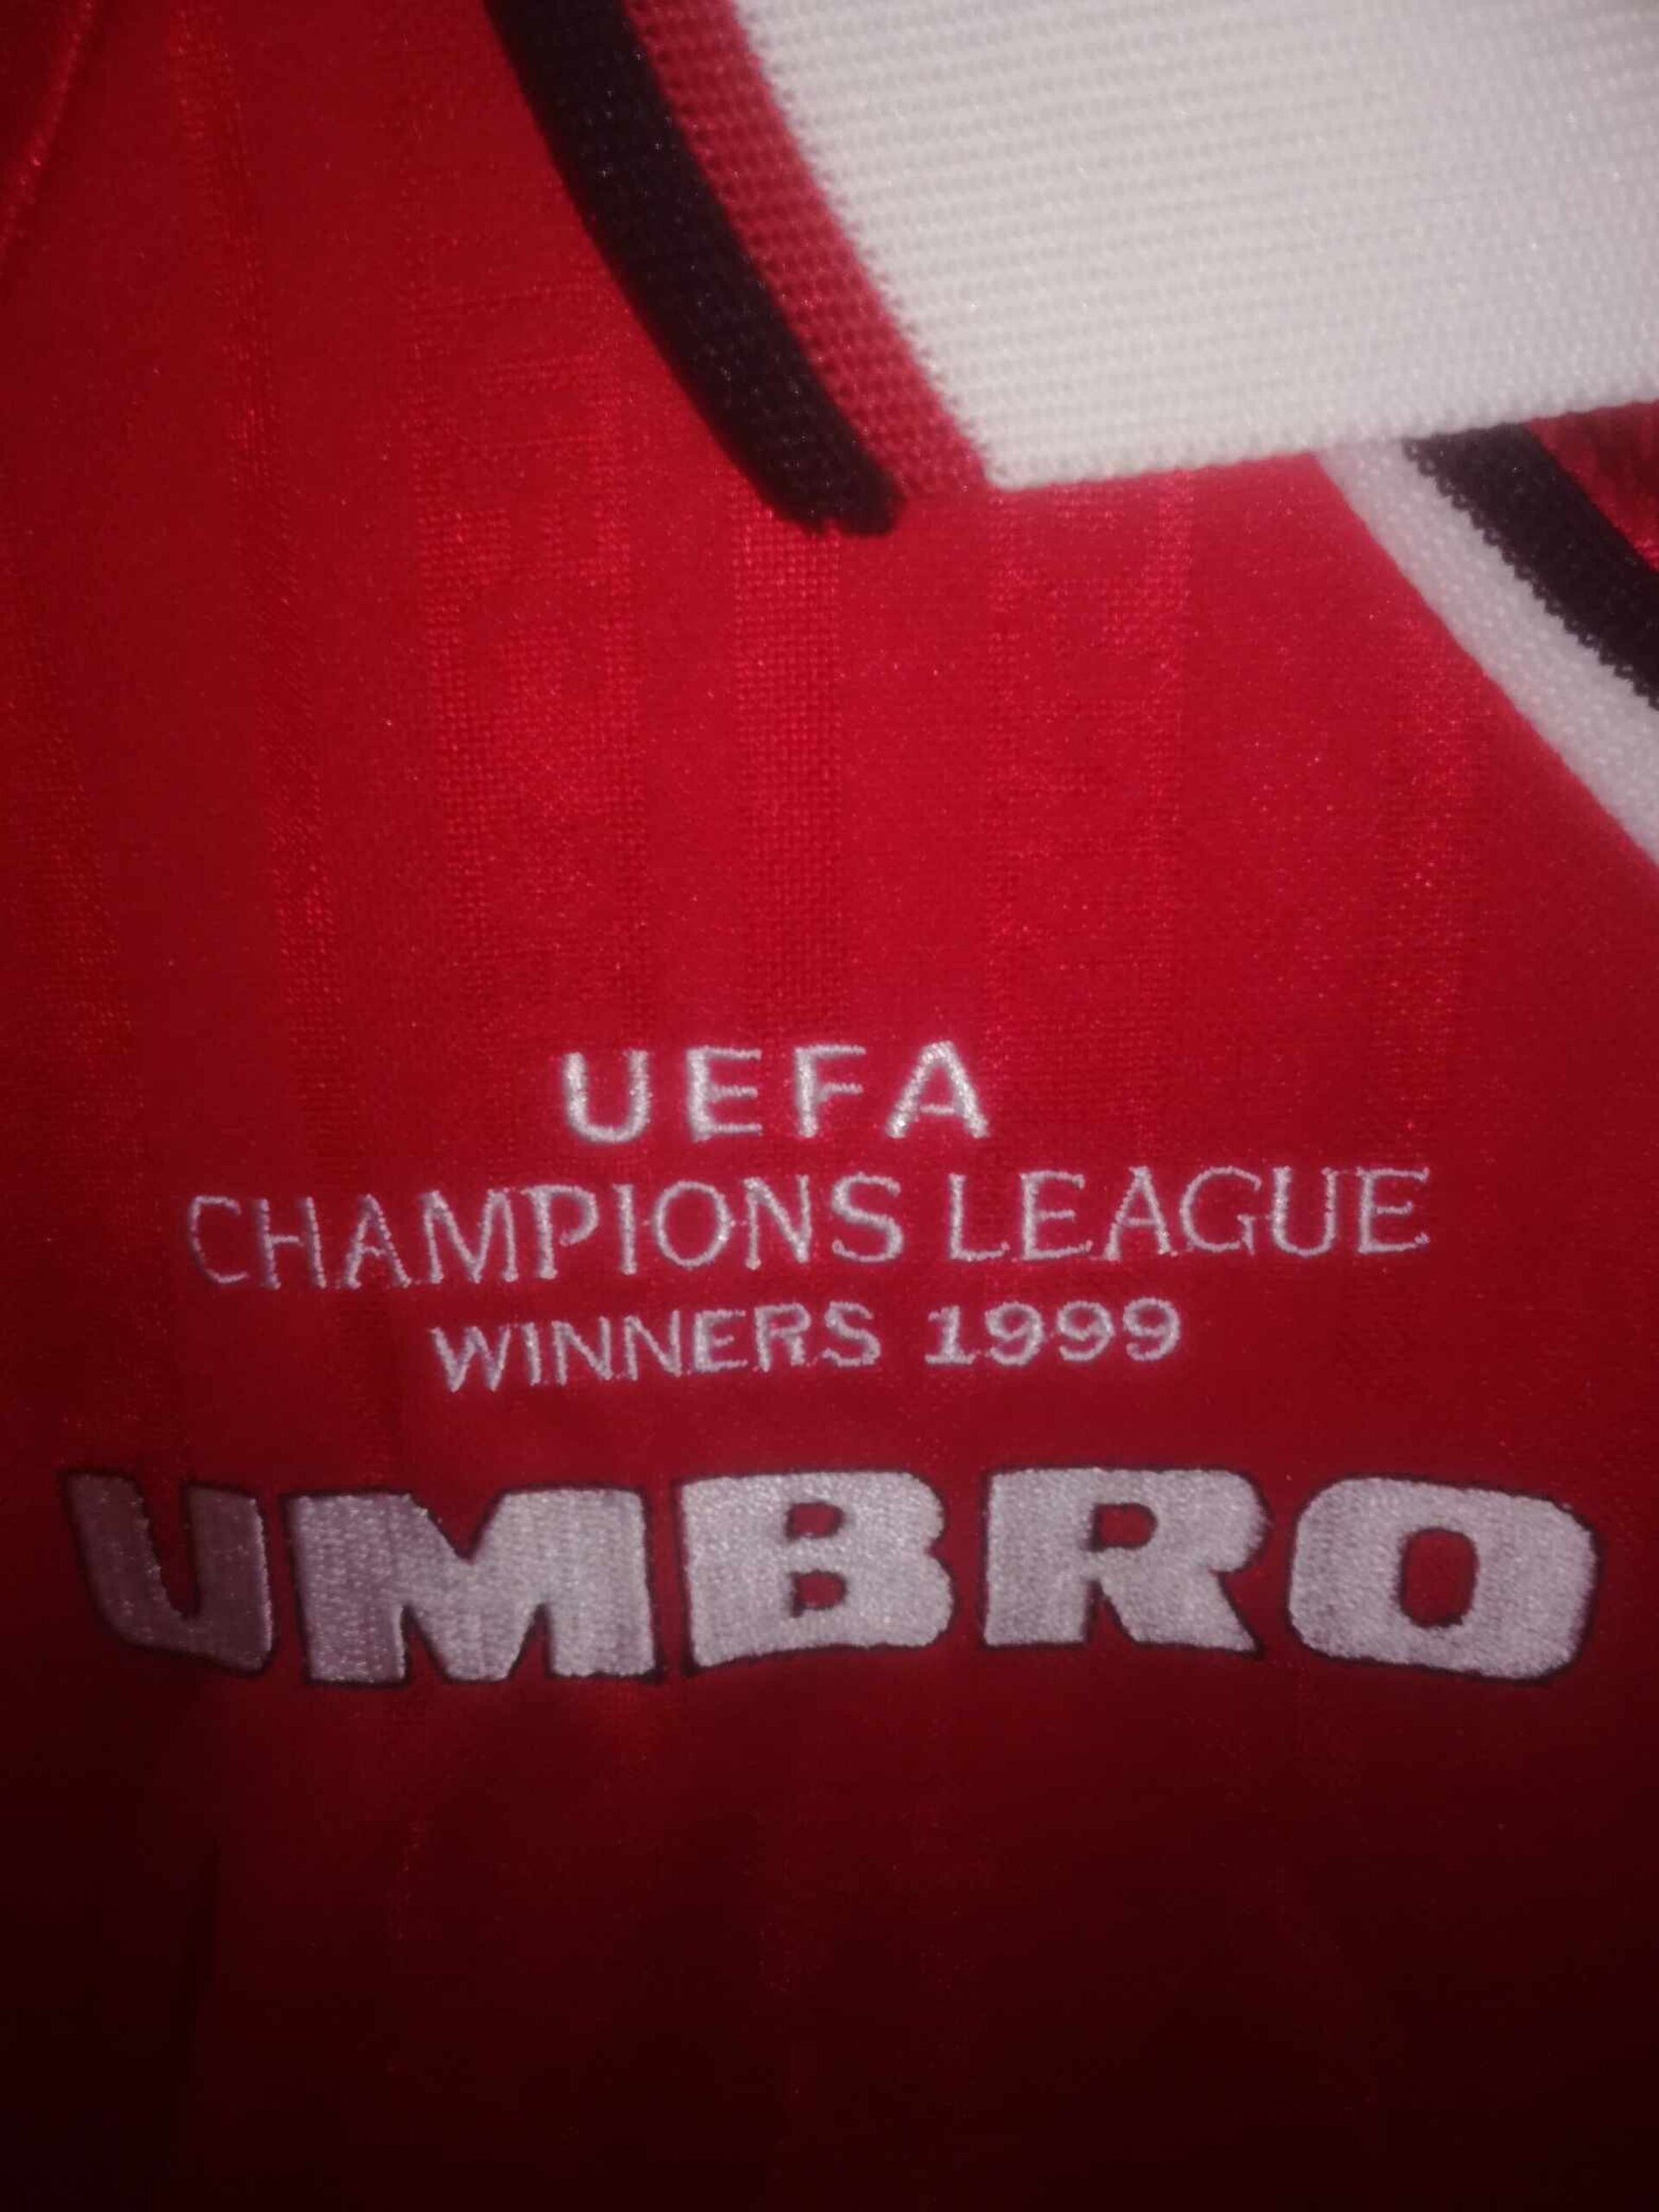 UEFA
CHAMPIONS LEAGUE
WINNERS 1999
UMBRO